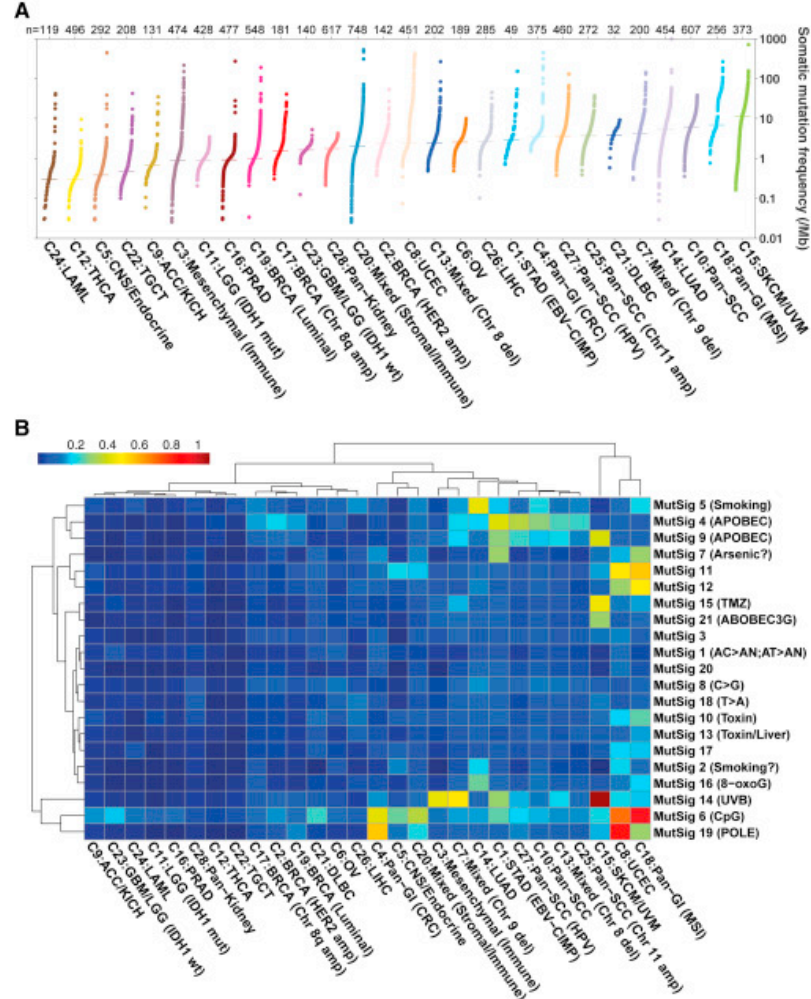 A
n=119 496 292 208 131 474 428 477 548 181 140 617 748 142 451 202 189 281 49 375 460 272 32 200 454 607 256 373
1000
100
10
1
0.1
0.01
Somatic mutation frequency (/Mb)
C24:LAML
C12:THCA
C5:CNS/Endocrine
C22:TGCT
C9:ACC/KICH
C3:Mesenchymal (Immune)
C11:LGG (IDH1 mut)
C16:PRAD
C19:BRCA (Luminal)
C17:BRCA (Chr 8q amp)
C23:GBM/LGG (IDH1 wt)
C28:Pan-Kidney
C20:Mixed (Stromal/Immune)
C2:BRCA (HER2 amp)
C8:UCEC
C13:Mixed (Chr 8 del)
C6:OV
C26:LIHC
C1:STAD (EBV-CIMP)
C4:Pan-GI (CRC)
C27:Pan-SCC (HPV)
C25:Pan-SCC (Chr11 amp)
C21:DLBC
C7:Mixed (Chr 9 del)
C14:LUAD
C10:Pan-SCC
C18:Pan-GI (MSI)
C15:SKCM/UVM
B
0.2 0.4 0.6 0.8 1
MutSig 5 (Smoking)
MutSig 4 (APOBEC)
MutSig 9 (APOBEC)
MutSig 7 (Arsenic?)
MutSig 11
MutSig 12
MutSig 15 (TMZ)
MutSig 21 (ABOBEC3G)
MutSig 3
MutSig 1 (AC>AN;AT>AN)
MutSig 20
MutSig 8 (C>G)
MutSig 18 (T>A)
MutSig 10 (Toxin)
MutSig 13 (Toxin/Liver)
MutSig 17
MutSig 2 (Smoking?)
MutSig 16 (8-oxoG)
MutSig 14 (UVB)
MutSig 6 (CpG)
MutSig 19 (POLE)
C9:ACC/KICH
C23:GBM/LGG (IDH1 wt)
C24:LAML
C11:LGG (IDH1 mut)
C16:PRAD
C28:Pan-Kidney
C12:THCA
C22:TGCT
C17:BRCA (Chr 8q amp)
C2:BRCA (HER2 amp)
C19:BRCA (Luminal)
C21:DLBC
C6:OV
C26:LIHC
C4:Pan-GI (CRC)
C5:CNS/Endocrine
C20:Mixed (Stromal/Immune)
C3:Mesenchymal (Immune)
C7:Mixed (Chr 9 del)
C14:LUAD
C1:STAD (EBV-CIMP)
C27:Pan-SCC (HPV)
C10:Pan-SCC
C13:Mixed (Chr 8 del)
C25:Pan-SCC (Chr 11 amp)
C15:SKCM/UVM
C8:UCEC
C18:Pan-GI (MSI)